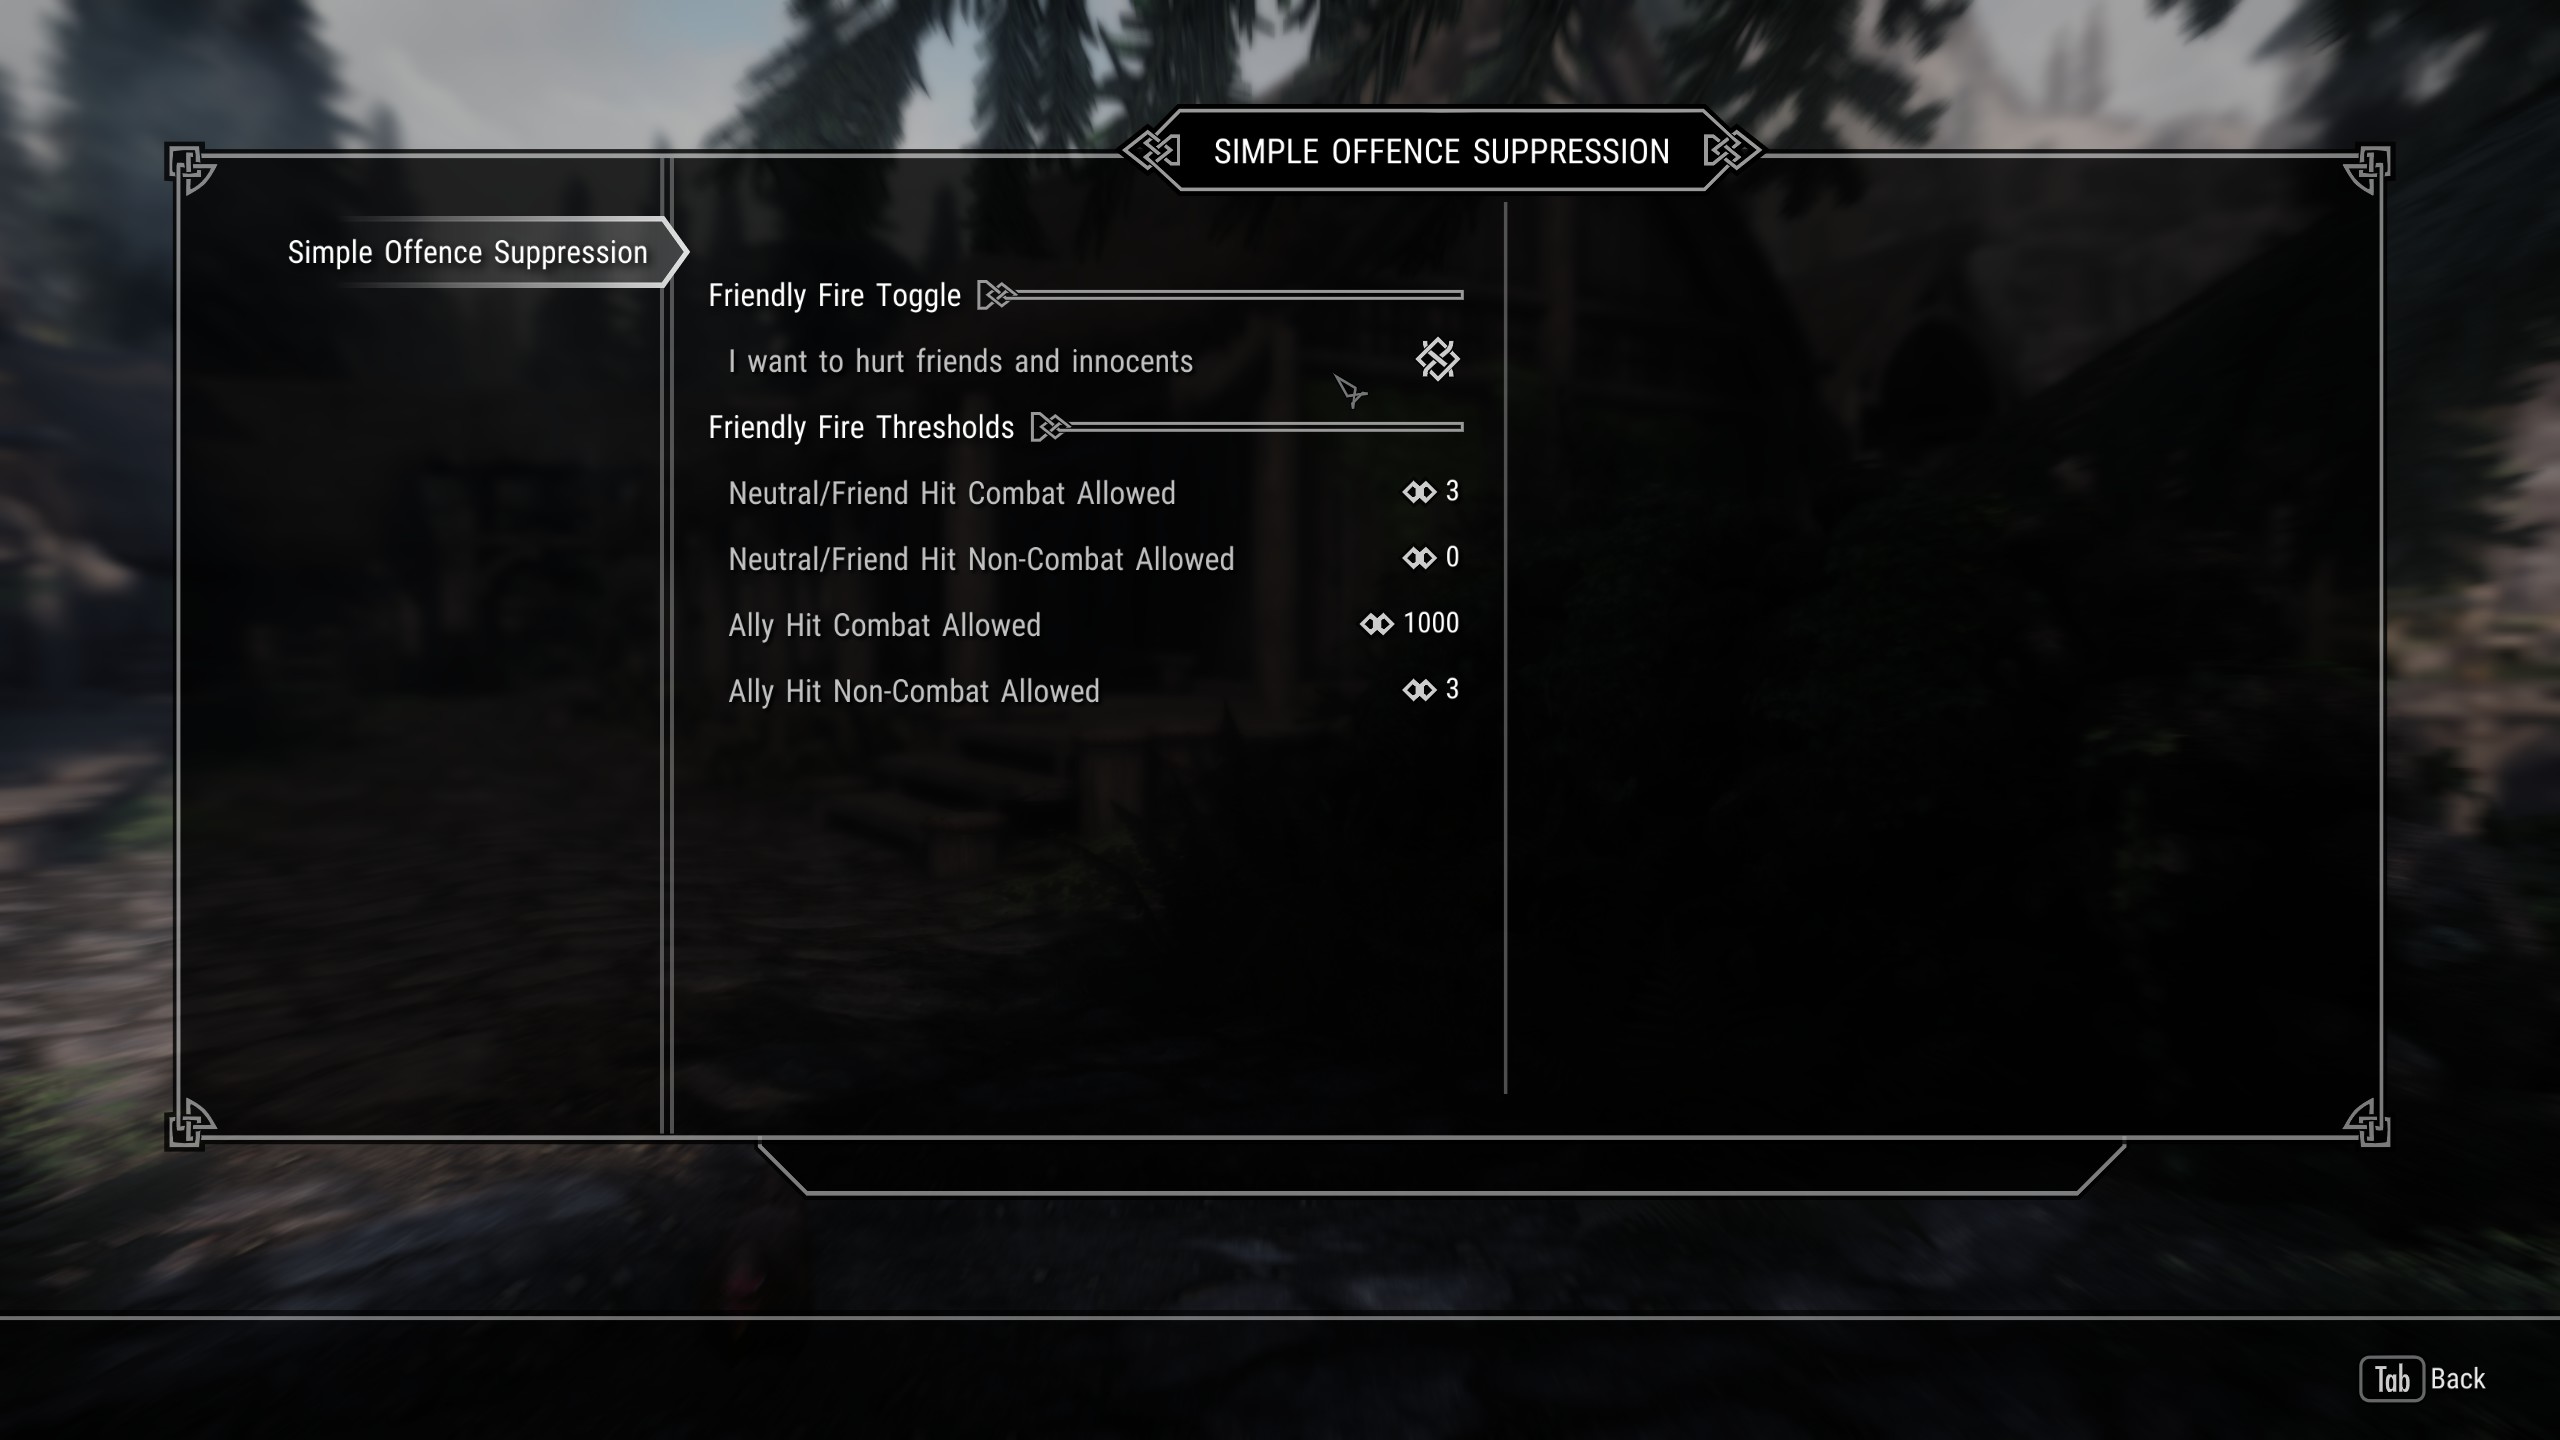 SIMPLE OFFENCE SUPPRESSION
Simple Offence Suppression
Friendly Fire Toggle
I want to hurt friends and innocents
Friendly Fire Thresholds
Neutral/Friend Hit Combat Allowed 3
Neutral/Friend Hit Non-Combat Allowed 0
Ally Hit Combat Allowed 1000
Ally Hit Non-Combat Allowed 3
Tab Back